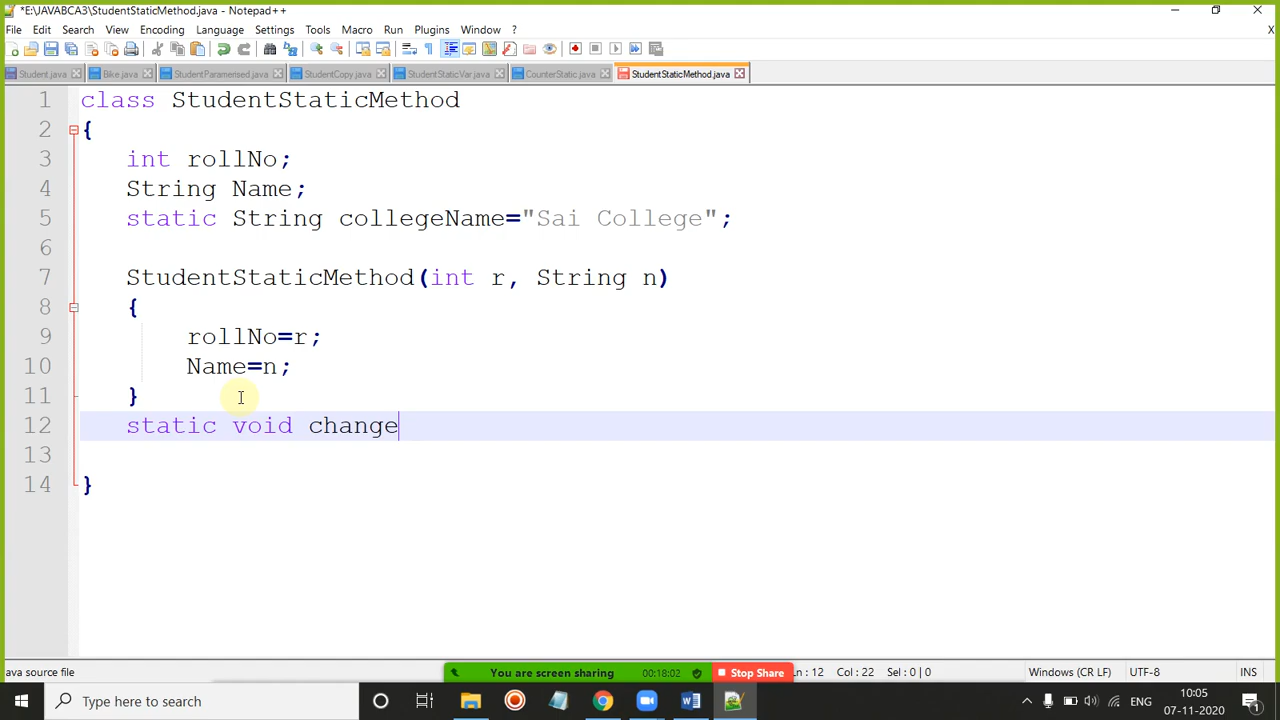 *E:\JAVABCA3\StudentStaticMethod.java - Notepad++
File Edit Search View Encoding Language Settings Tools Macro Run Plugins Window ? X
Student.java Bike.java StudentParamerised.java StudentCopy.java StudentStaticVar.java CounterStatic.java StudentStaticMethod.java
1 class StudentStaticMethod
2 {
3 int rollNo;
4 String Name;
5 static String collegeName="Sai College";
6
7 StudentStaticMethod(int r, String n)
8 {
9 rollNo=r;
10 Name=n;
11 }
12 static void change
13
14 }
ava source file You are screen sharing 00:18:02 Stop Share Ln : 12 Col : 22 Sel : 0 | 0 Windows (CR LF) UTF-8 INS
Type here to search ENG 10:05
07-11-2020